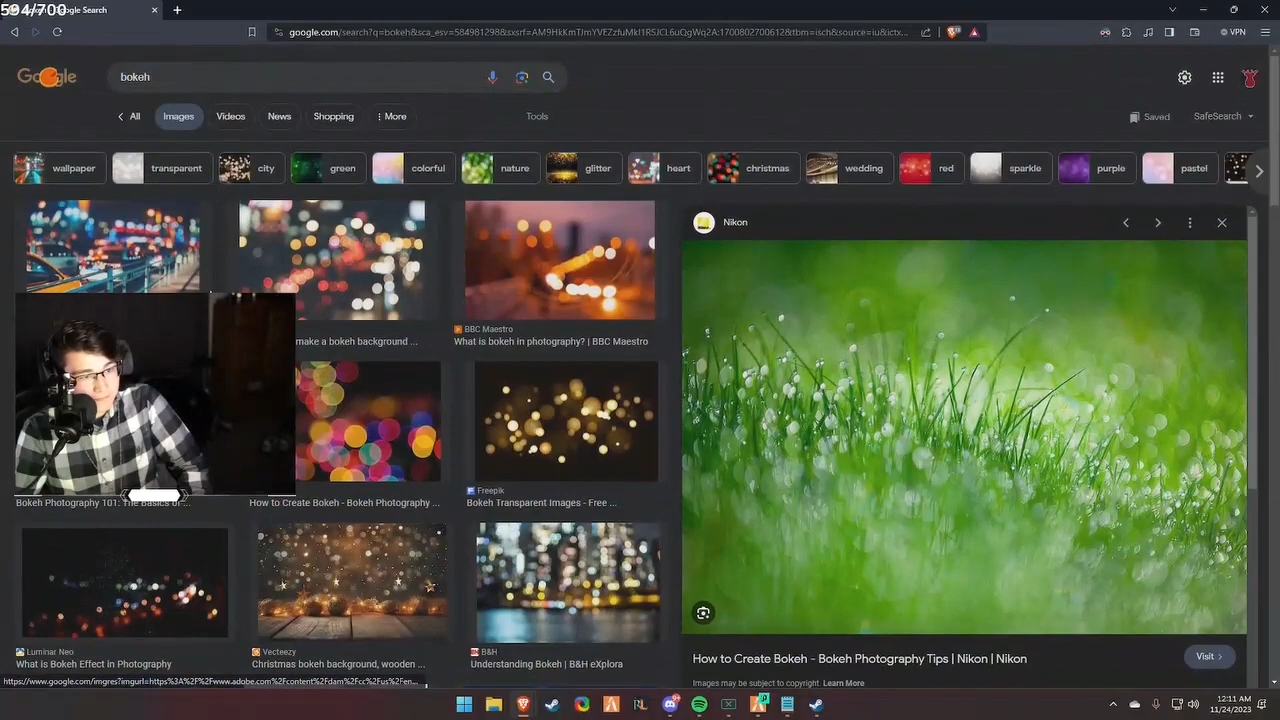 594/701
Google Search
google.com/search?q=bokeh&sca_esv=584981298&sxsrf=AM9HkKmTJmYVEZzfuMkI1RSJCL6uQgWq2A:1700802700612&tbm=isch&source=iu&ictx...
VPN
Google
bokeh
All
Images
Videos
News
Shopping
More
Tools
Saved
SafeSearch
wallpaper
transparent
city
green
colorful
nature
glitter
heart
christmas
wedding
red
sparkle
purple
pastel
Nikon
BBC Maestro
make a bokeh background ...
What is bokeh in photography? | BBC Maestro
Freepik
Bokeh Photography 101: The Basics of ...
How to Create Bokeh - Bokeh Photography ...
Bokeh Transparent Images - Free ...
Luminar Neo
What is Bokeh Effect in Photography
Vecteezy
Christmas bokeh background, wooden ...
B&H
Understanding Bokeh | B&H eXplora
How to Create Bokeh - Bokeh Photography Tips | Nikon | Nikon
Visit
Images may be subject to copyright. Learn More
https://www.google.com/imgres?imgurl=https%3A%2F%2Fwww.adobe.com%2Fcontent%2Fdam%2Fcc%2Fus%2Fen...
12:11 AM
11/24/2023